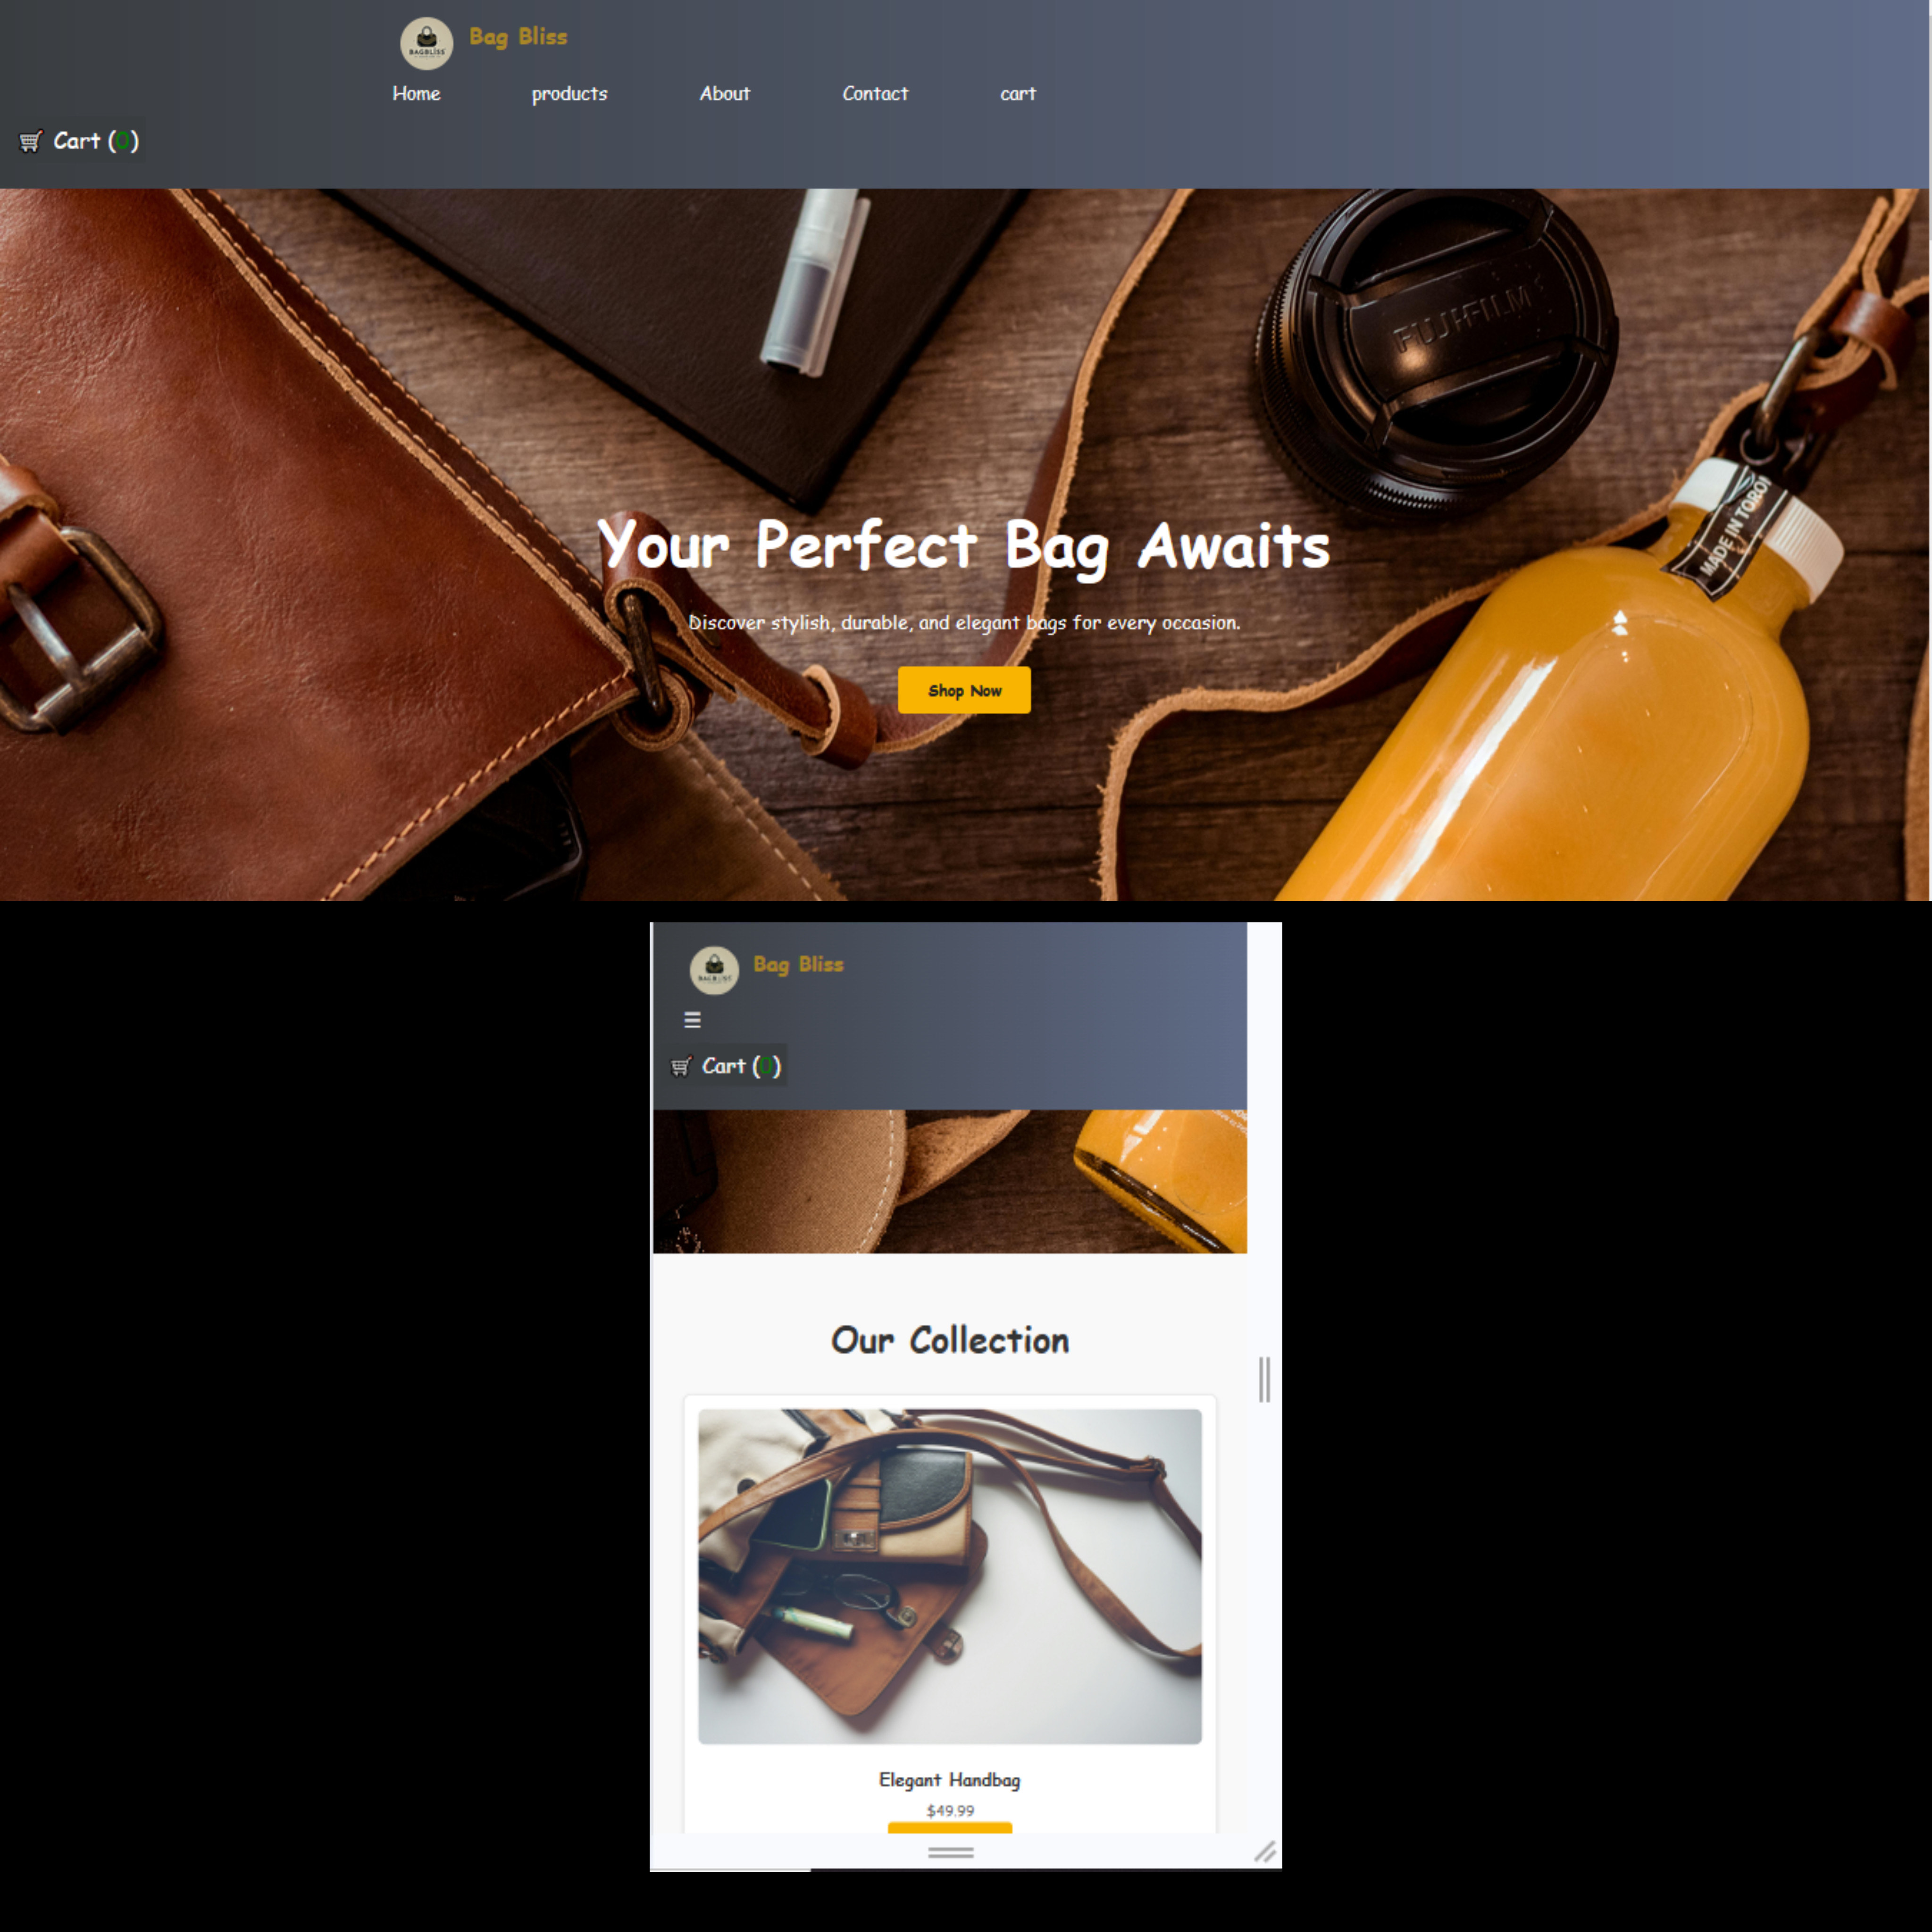 BAGBLISS
Bag Bliss
Home products About Contact cart
Cart (0)
FUJIFILM
MADE IN TORO
Your Perfect Bag Awaits
Discover stylish, durable, and elegant bags for every occasion.
Shop Now
BAGBLISS
Bag Bliss
Cart (0)
Our Collection
Elegant Handbag
$49.99